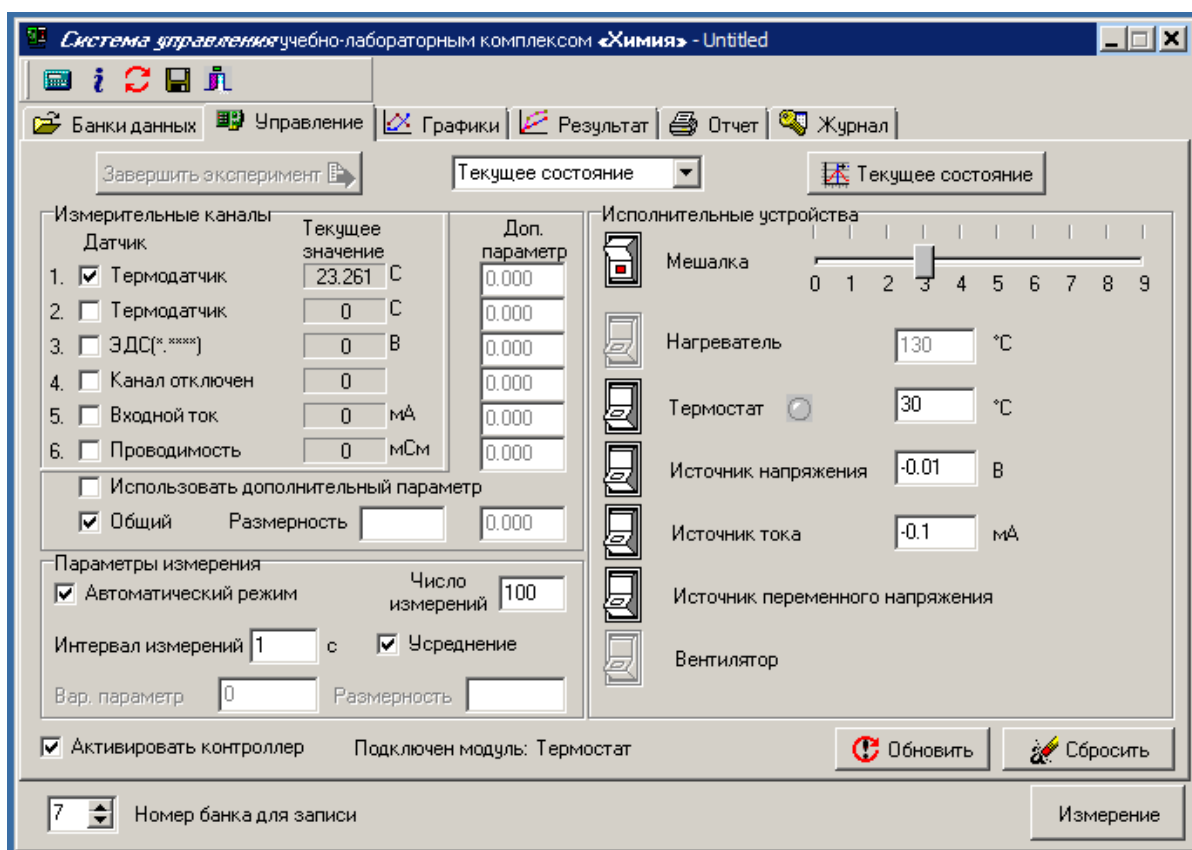 Система управления учебно-лабораторным комплексом «Химия» - Untitled
Банки данных Управление Графики Результат Отчет Журнал
Завершить эксперимент Текущее состояние Текущее состояние
Измерительные каналы
Датчик Текущее значение Доп. параметр
1. Термодатчик 23.261 С 0.000
2. Термодатчик 0 С 0.000
3. ЭДС(*.****) 0 В 0.000
4. Канал отключен 0 0.000
5. Входной ток 0 мА 0.000
6. Проводимость 0 мСм 0.000
Использовать дополнительный параметр
Общий Размерность 0.000
Параметры измерения
Автоматический режим Число измерений 100
Интервал измерений 1 с Усреднение
Вар. параметр 0 Размерность
Исполнительные устройства
Мешалка
0 1 2 3 4 5 6 7 8 9
Нагреватель 130 °C
Термостат 30 °C
Источник напряжения -0.01 В
Источник тока -0.1 мА
Источник переменного напряжения
Вентилятор
Активировать контроллер Подключен модуль: Термостат Обновить Сбросить
7 Номер банка для записи Измерение